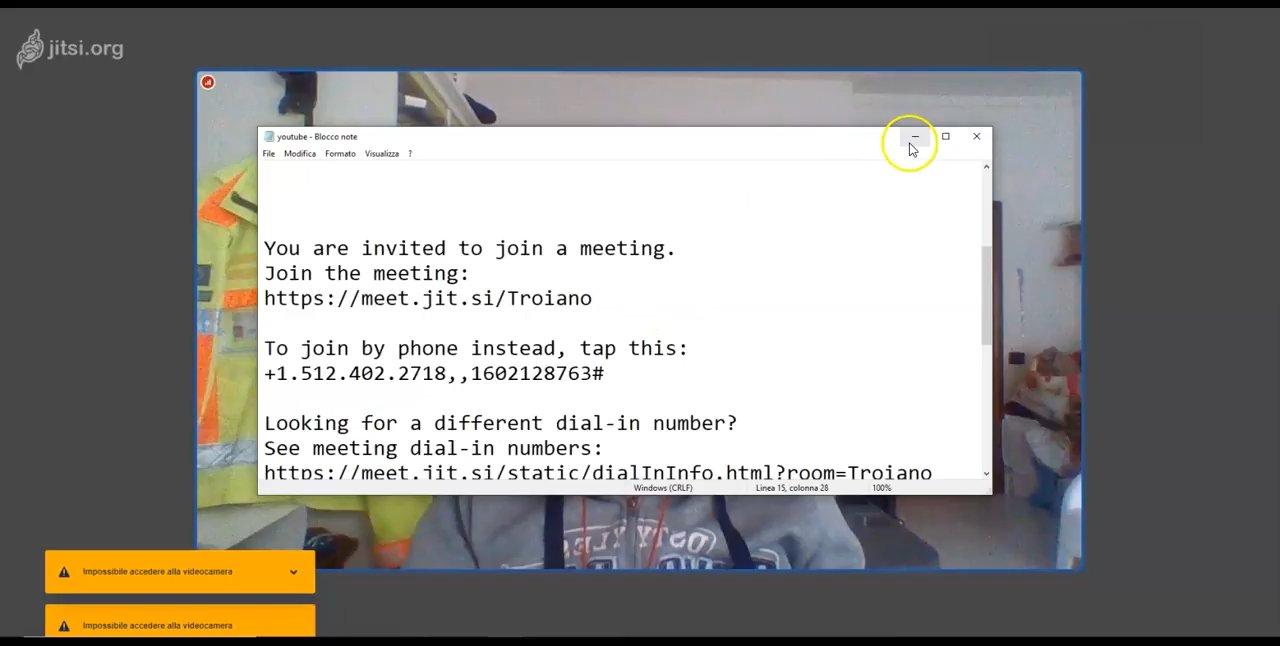 jitsi.org
youtube - Blocco note
File Modifica Formato Visualizza ?
You are invited to join a meeting.
Join the meeting:
https://meet.jit.si/Troiano
To join by phone instead, tap this:
+1.512.402.2718,,1602128763#
Looking for a different dial-in number?
See meeting dial-in numbers:
https://meet.jit.si/static/dialInInfo.html?room=Troiano
Windows (CRLF) Linea 15, colonna 28 100%
Impossibile accedere alla videocamera
Impossibile accedere alla videocamera